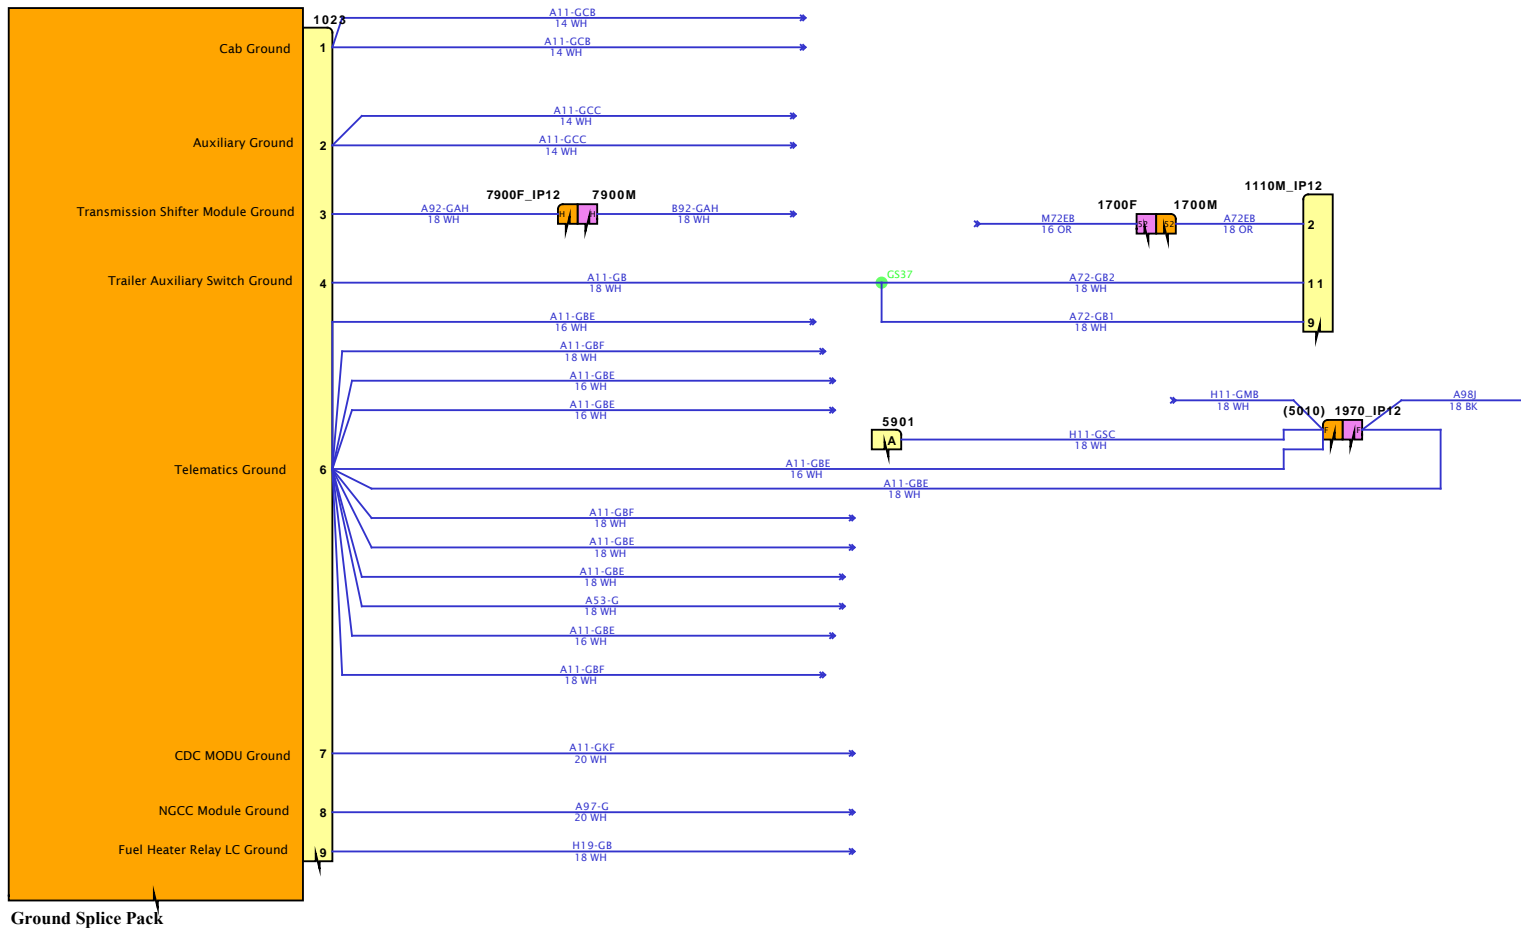 1023
A11-GCB
14 WH
Cab Ground
1
A11-GCB
14 WH
A11-GCC
14 WH
Auxiliary Ground
2
A11-GCC
14 WH
7900F_IP12
7900M
1110M_IP12
Transmission Shifter Module Ground
3
A92-GAH
18 WH
H
H
B92-GAH
18 WH
1700F
1700M
M72EB
16 OR
52
52
A72EB
18 OR
2
Trailer Auxiliary Switch Ground
4
A11-GB
18 WH
GS37
A72-GB2
18 WH
11
A11-GBE
16 WH
A72-GB1
18 WH
9
A11-GBF
18 WH
A11-GBE
16 WH
H11-GMB
18 WH
A98J
18 BK
A11-GBE
16 WH
(5010)
1970_IP12
5901
A
H11-GSC
18 WH
F
F
Telematics Ground
6
A11-GBE
16 WH
A11-GBE
18 WH
A11-GBF
18 WH
A11-GBE
18 WH
A11-GBE
18 WH
A53-G
18 WH
A11-GBE
16 WH
A11-GBF
18 WH
CDC MODU Ground
7
A11-GKF
20 WH
NGCC Module Ground
8
A97-G
20 WH
Fuel Heater Relay LC Ground
9
H19-GB
18 WH
Ground Splice Pack